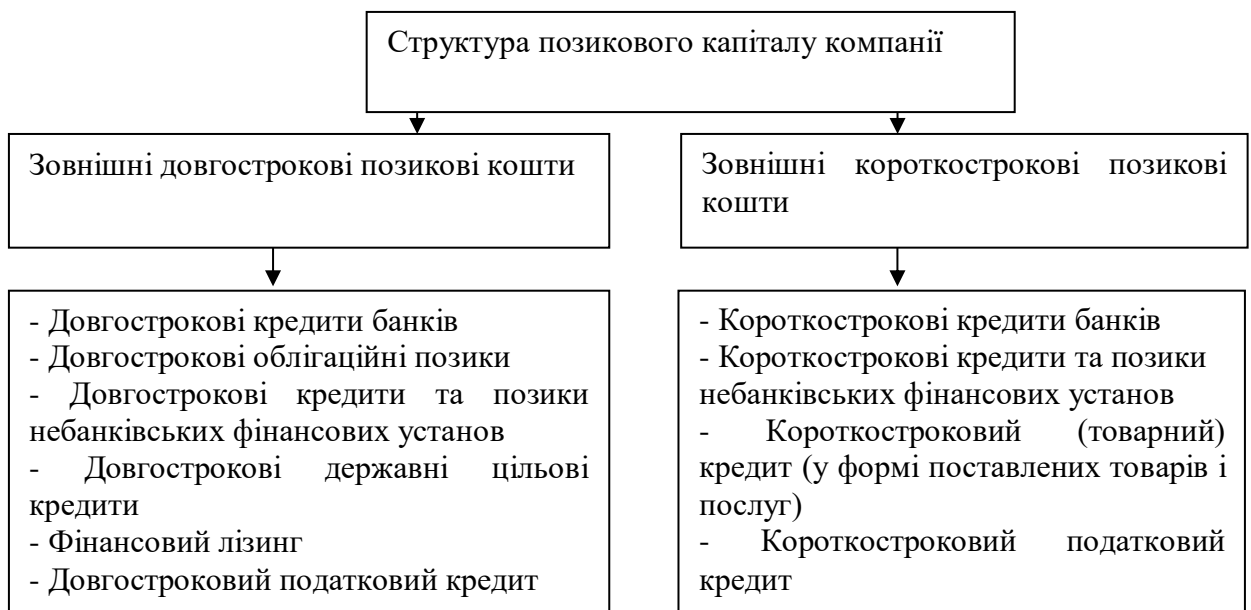 Структура позикового капіталу компанії
Зовнішні довгострокові позикові кошти
Зовнішні короткострокові позикові
кошти
- Довгострокові кредити банків
- Довгострокові облігаційні позики
- Довгострокові кредити та позики
небанківських фінансових установ
- Довгострокові державні цільові
кредити
- Фінансовий лізинг
- Довгостроковий податковий кредит
- Короткострокові кредити банків
- Короткострокові кредити та позики
небанківських фінансових установ
- Короткостроковий (товарний)
кредит (у формі поставлених товарів і
послуг)
- Короткостроковий податковий
кредит